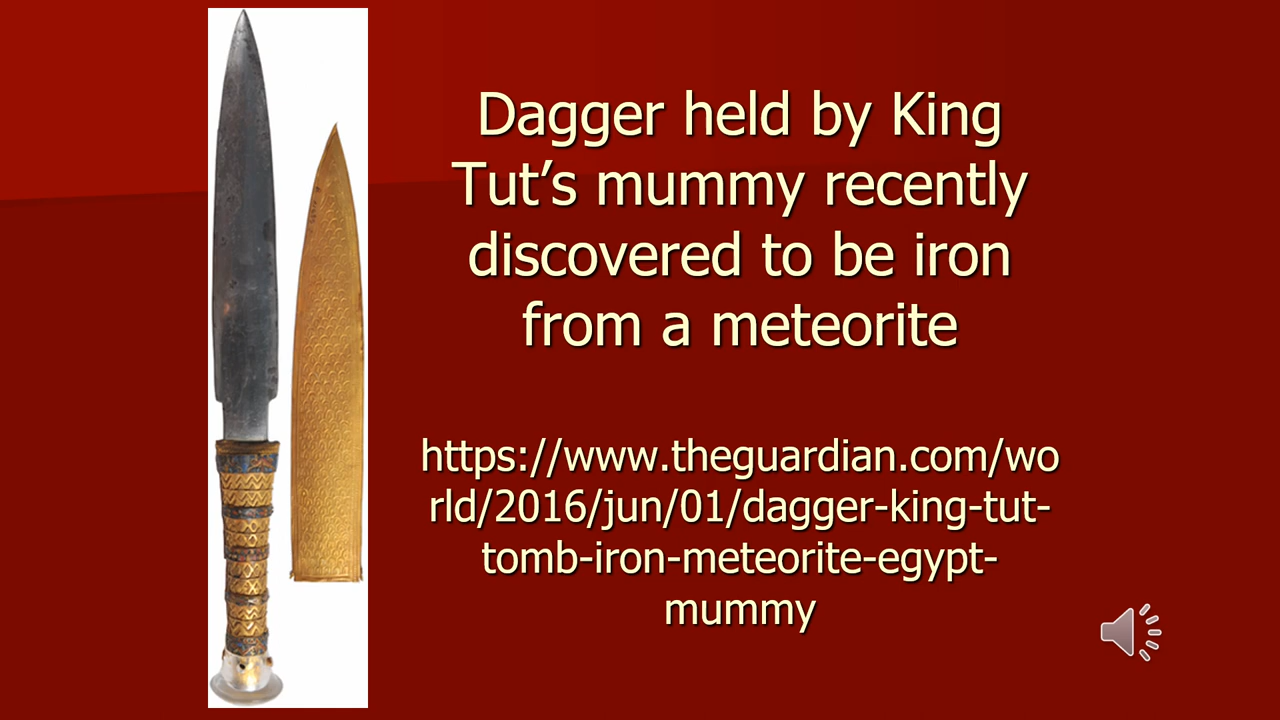 Dagger held by King
Tut’s mummy recently
discovered to be iron
from a meteorite
https://www.theguardian.com/wo
rld/2016/jun/01/dagger-king-tut-
tomb-iron-meteorite-egypt-
mummy